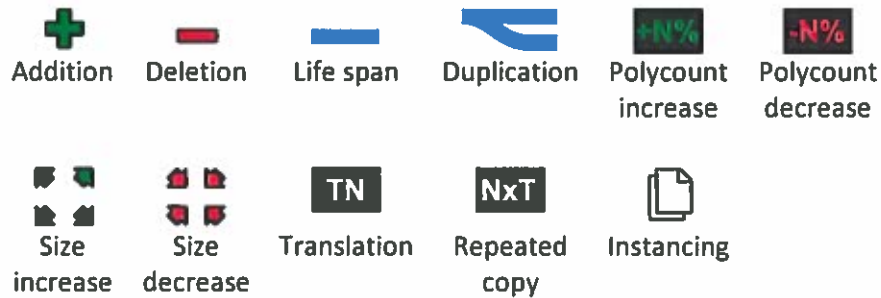 +N% -N%
Addition Deletion Life span Duplication Polycount Polycount
increase decrease
TN NxT
Size Size Translation Repeated Instancing
increase decrease copy